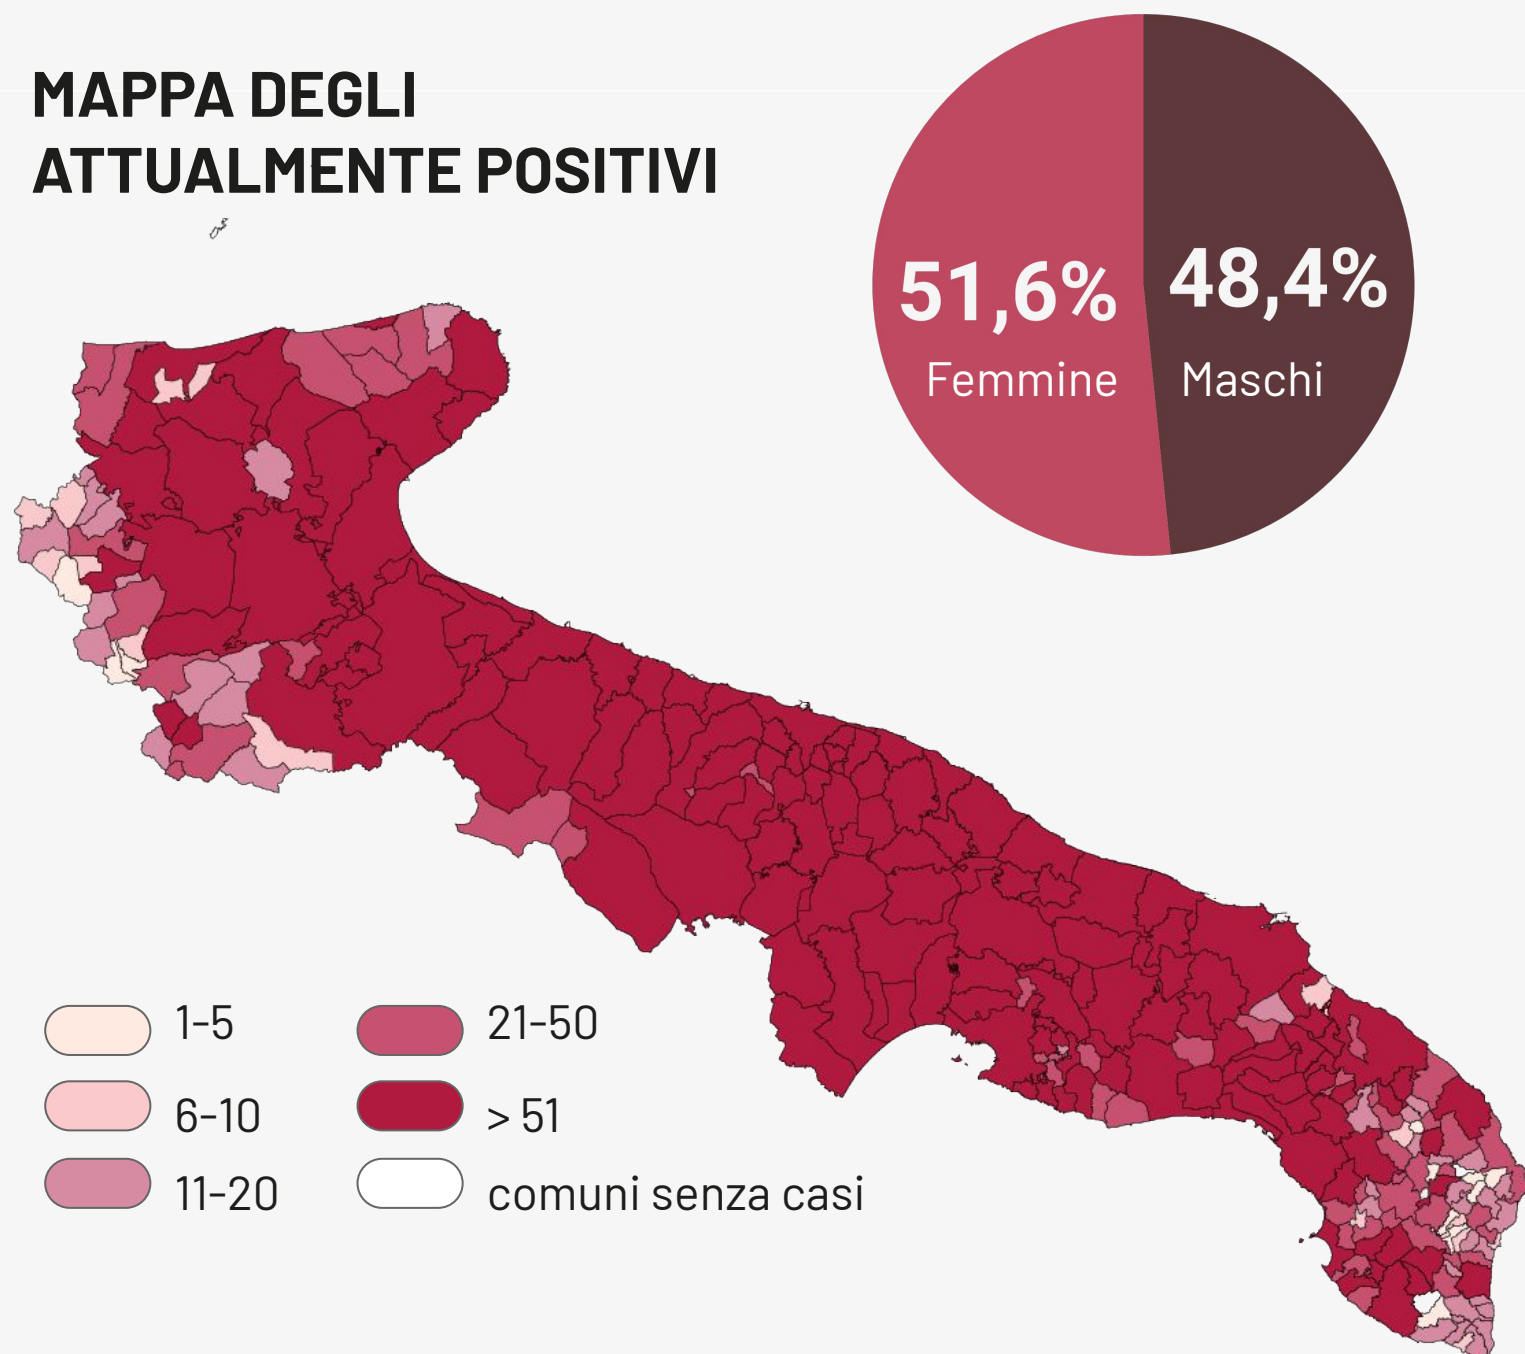 MAPPA DEGLI
ATTUALMENTE POSITIVI
51,6%
Femmine
48,4%
Maschi
1-5
6-10
11-20
21-50
> 51
comuni senza casi